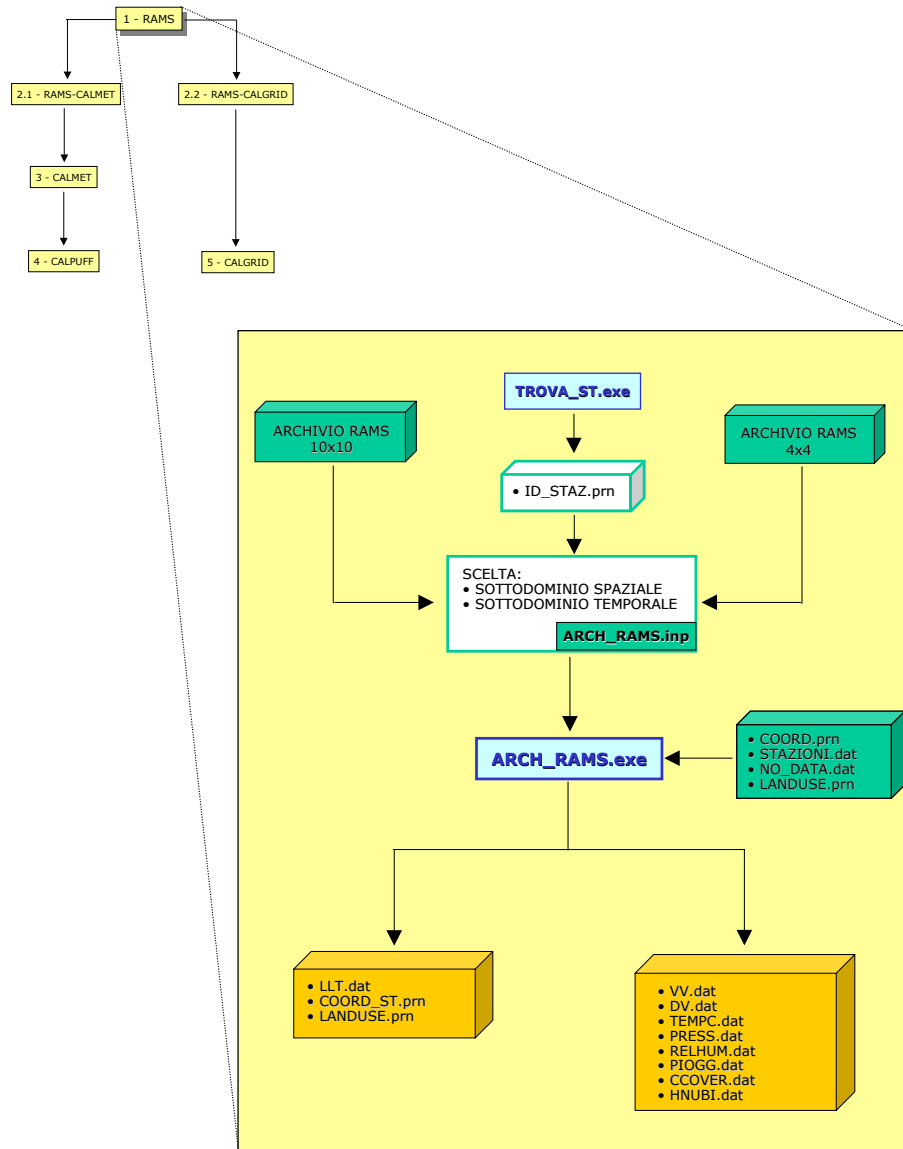 1 - RAMS
2.1 - RAMS-CALMET
2.2 - RAMS-CALGRID
3 - CALMET
4 - CALPUFF
5 - CALGRID
TROVA_ST.exe
ARCHIVIO RAMS
10x10
ARCHIVIO RAMS
4x4
• ID_STAZ.prn
SCELTA:
• SOTTODOMINIO SPAZIALE
• SOTTODOMINIO TEMPORALE
ARCH_RAMS.inp
ARCH_RAMS.exe
• COORD.prn
• STAZIONI.dat
• NO_DATA.dat
• LANDUSE.prn
• LLT.dat
• COORD_ST.prn
• LANDUSE.prn
• VV.dat
• DV.dat
• TEMPC.dat
• PRESS.dat
• RELHUM.dat
• PIOGG.dat
• CCOVER.dat
• HNUBI.dat